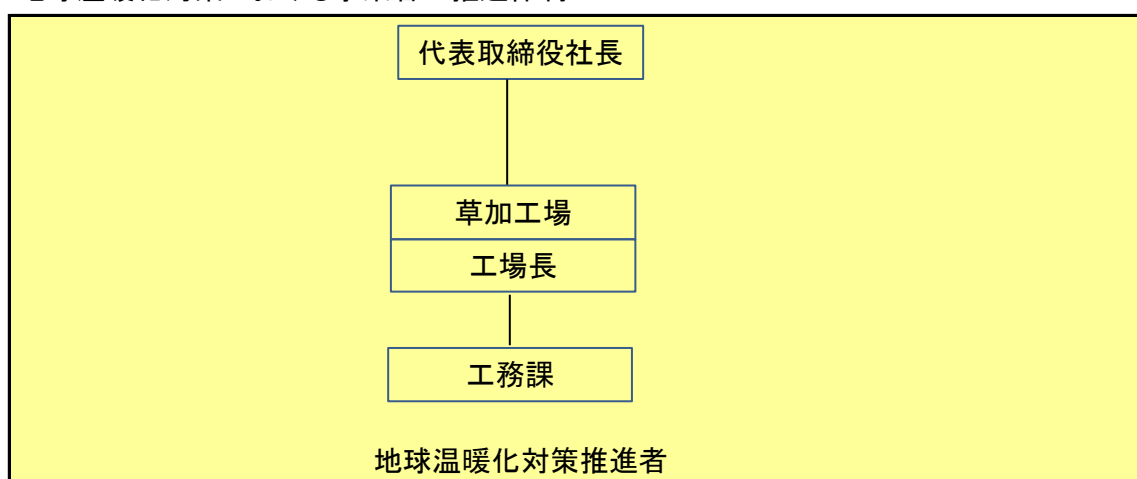 代表取締役社長
草加工場
工場長
工務課
地球温暖化対策推進者